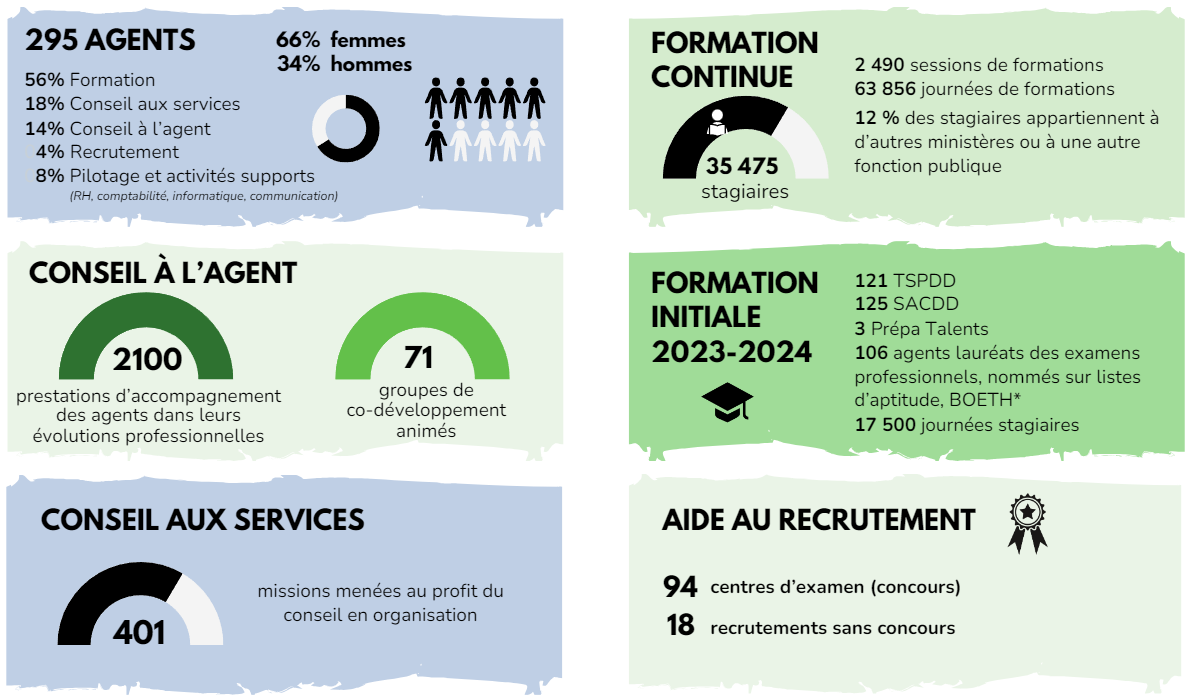 295 AGENTS
66% femmes
34% hommes
56% Formation
18% Conseil aux services
14% Conseil à l'agent
4% Recrutement
8% Pilotage et activités supports
(RH, comptabilité, informatique, communication)
FORMATION
CONTINUE
35 475
stagiaires
2 490 sessions de formations
63 856 journées de formations
12 % des stagiaires appartiennent à
d'autres ministères ou à une autre
fonction publique
CONSEIL À L'AGENT
2100
prestations d'accompagnement
des agents dans leurs
évolutions professionnelles
71
groupes de
co-développement
animés
FORMATION
INITIALE
2023-2024
121 TSPDD
125 SACDD
3 Prépa Talents
106 agents lauréats des examens
professionnels, nommés sur listes
d'aptitude, BOETH*
17 500 journées stagiaires
CONSEIL AUX SERVICES
401
missions menées au profit du
conseil en organisation
AIDE AU RECRUTEMENT
94 centres d'examen (concours)
18 recrutements sans concours